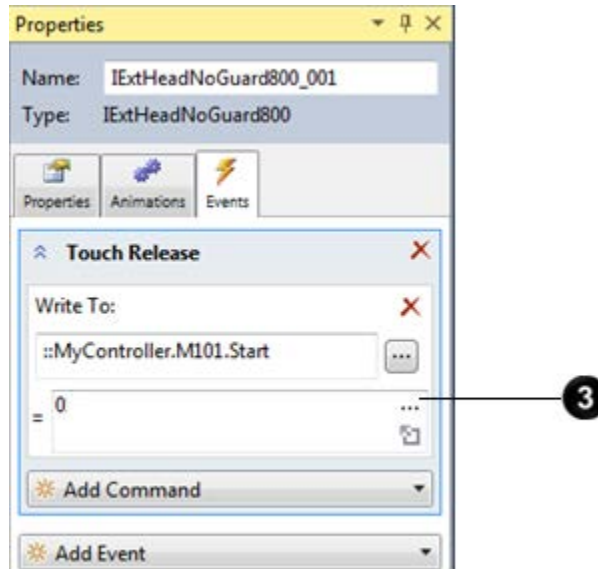 Properties
Name: IExtHeadNoGuard800_001
Type: IExtHeadNoGuard800
Properties Animations Events
Touch Release
Write To:
::MyController.M101.Start ...
= 0 ...
3
Add Command
Add Event